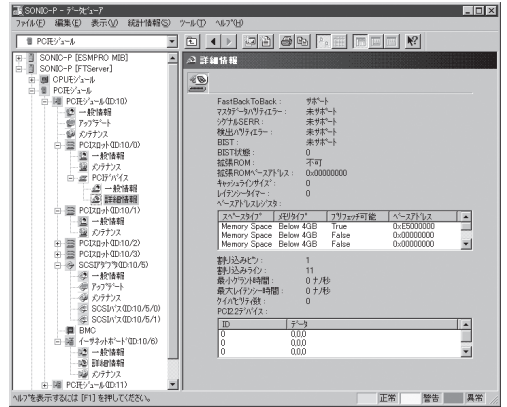 SONIC-P - ﾃﾞｰﾀﾋﾞｭｰｱ
ﾌｧｲﾙ(F) 編集(E) 表示(V) 統計情報(S) ﾂｰﾙ(T) ﾍﾙﾌﾟ(H)
PCIﾓｼﾞｭｰﾙ
SONIC-P [ESMPRO MIB]
SONIC-P [FTServer]
CPUﾓｼﾞｭｰﾙ
PCIﾓｼﾞｭｰﾙ
PCIﾓｼﾞｭｰﾙ(ID:10)
一般情報
ｱｯﾌﾟﾃﾞｰﾄ
ﾒﾝﾃﾅﾝｽ
PCIｽﾛｯﾄ(ID:10/0)
一般情報
ﾒﾝﾃﾅﾝｽ
PCIﾃﾞﾊﾞｲｽ
一般情報
詳細情報
PCIｽﾛｯﾄ(ID:10/1)
ﾒﾝﾃﾅﾝｽ
PCIｽﾛｯﾄ(ID:10/2)
PCIｽﾛｯﾄ(ID:10/3)
SCSIｱﾀﾞﾌﾟﾀ(ID:10/5)
一般情報
ｱｯﾌﾟﾃﾞｰﾄ
ﾒﾝﾃﾅﾝｽ
SCSIﾊﾞｽ(ID:10/5/0)
SCSIﾊﾞｽ(ID:10/5/1)
BMC
ｲｰｻﾈｯﾄﾎﾞｰﾄﾞ(ID:10/6)
一般情報
詳細情報
ﾒﾝﾃﾅﾝｽ
PCIﾓｼﾞｭｰﾙ(ID:11)
詳細情報
FastBackToBack： ｻﾎﾟｰﾄ
ﾏｽﾀﾃﾞｰﾀﾊﾟﾘﾃｨｴﾗｰ： 未ｻﾎﾟｰﾄ
ｼｸﾞﾅﾙSERR： 未ｻﾎﾟｰﾄ
検出ﾊﾟﾘﾃｨｴﾗｰ： 未ｻﾎﾟｰﾄ
BIST： 未ｻﾎﾟｰﾄ
BIST状態： 0
拡張ROM： 不可
拡張ROMﾍﾞｰｽｱﾄﾞﾚｽ： 0x00000000
ｷｬｯｼｭﾗｲﾝｻｲｽﾞ： 0
ﾚｲﾃﾝｼｰﾀｲﾏｰ： 0
ﾍﾞｰｽｱﾄﾞﾚｽﾚｼﾞｽﾀ：
ｽﾍﾟｰｽﾀｲﾌﾟ ﾒﾓﾘﾀｲﾌﾟ ﾌﾟﾘﾌｪｯﾁ可能 ﾍﾞｰｽｱﾄﾞﾚｽ
Memory Space Below 4GB True 0xE5000000
Memory Space Below 4GB False 0x00000000
Memory Space Below 4GB False 0x00000000
割り込みﾋﾟﾝ： 1
割り込みﾗｲﾝ： 11
最小ｸﾞﾗﾝﾄ時間： 0 ﾅﾉ秒
最大ﾚｲﾃﾝｼｰ時間： 0 ﾅﾉ秒
ｹｲﾊﾟﾋﾞﾘﾃｨ数： 0
PCI2.2ﾃﾞﾊﾞｲｽ：
ID ﾃﾞｰﾀ
0 0,0,0
0 0,0,0
0 0,0,0
ﾍﾙﾌﾟを表示するには [F1] を押してください。 正常 警告 異常